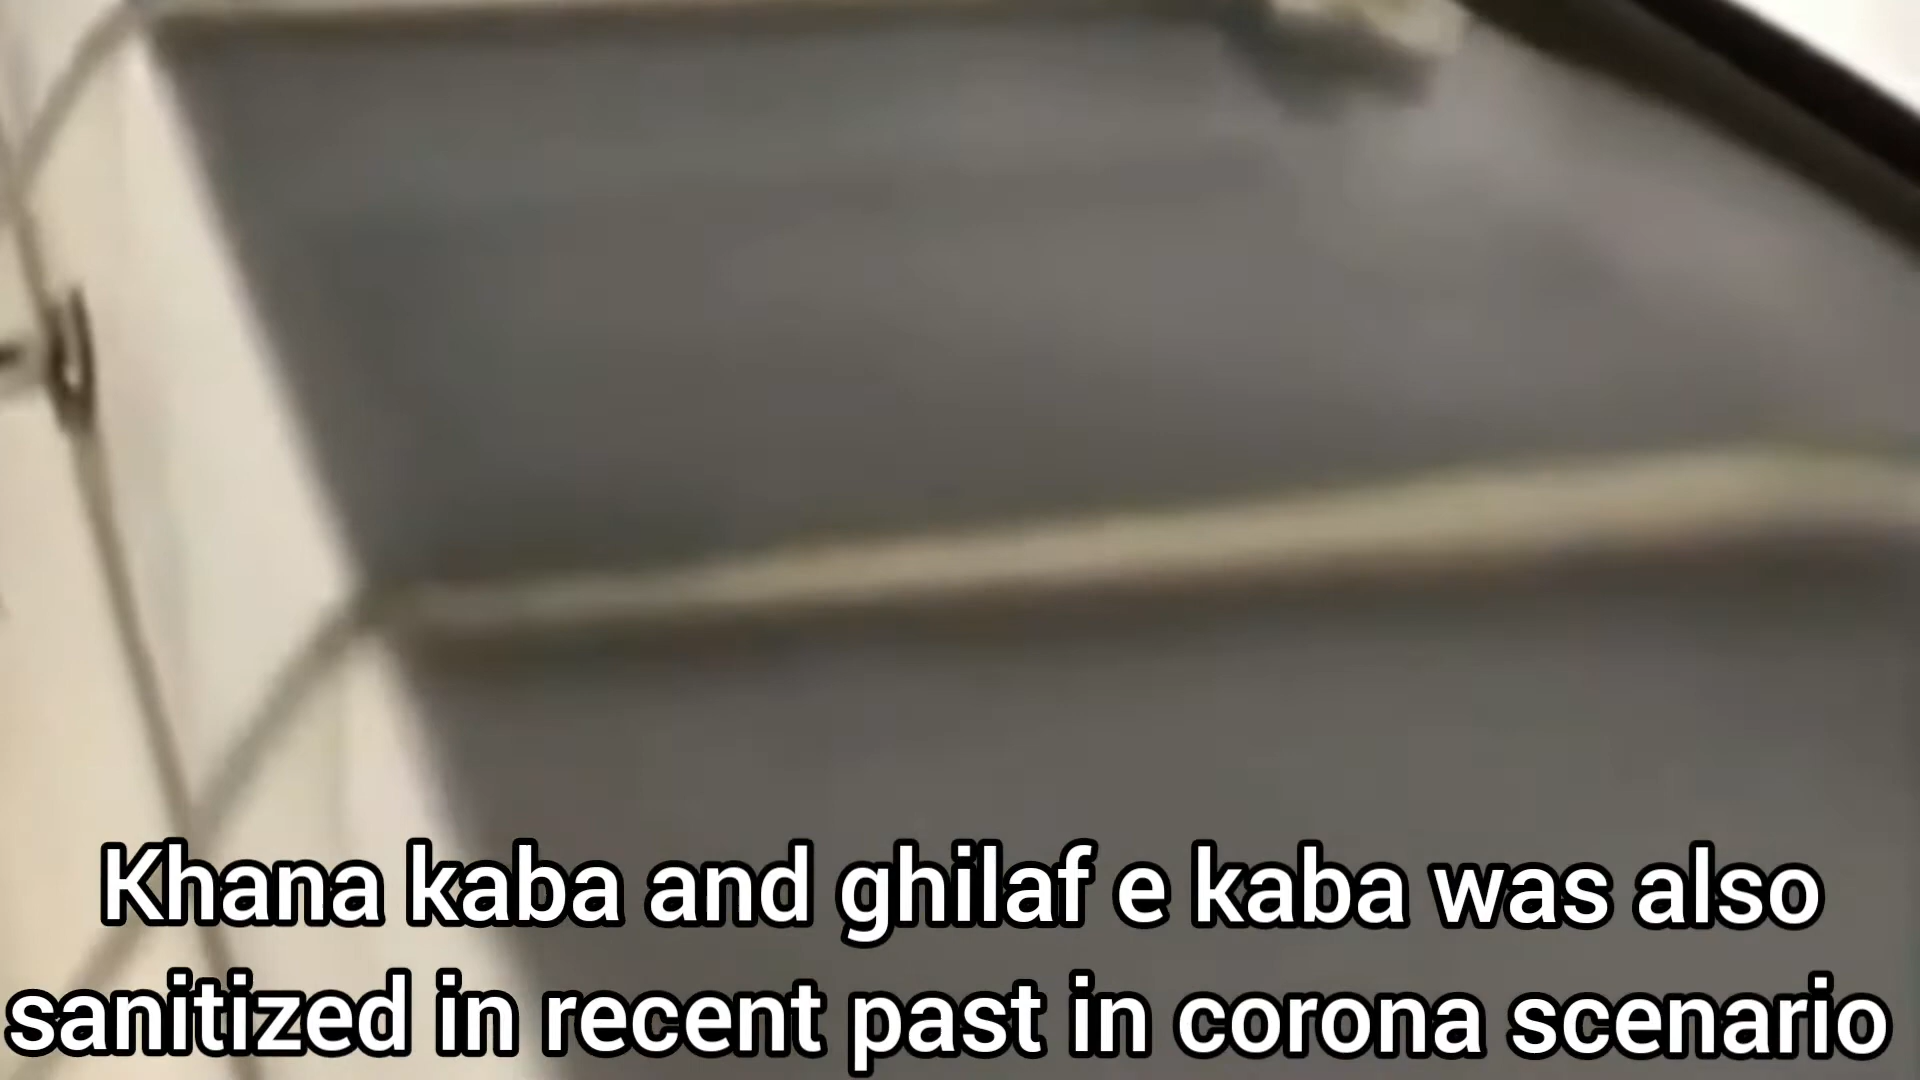 Khana kaba and ghilaf e kaba was also
sanitized in recent past in corona scenario